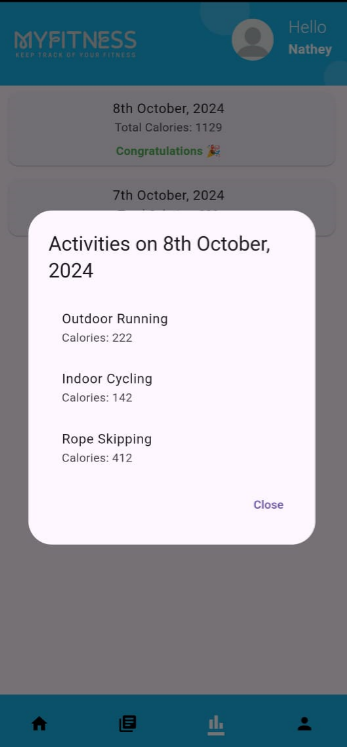 MYFITNESS
KEEP TRACK OF YOUR FITNESS
Hello
Nathey
8th October, 2024
Total Calories: 1129
Congratulations 🎉
7th October, 2024
Activities on 8th October,
2024
Outdoor Running
Calories: 222
Indoor Cycling
Calories: 142
Rope Skipping
Calories: 412
Close